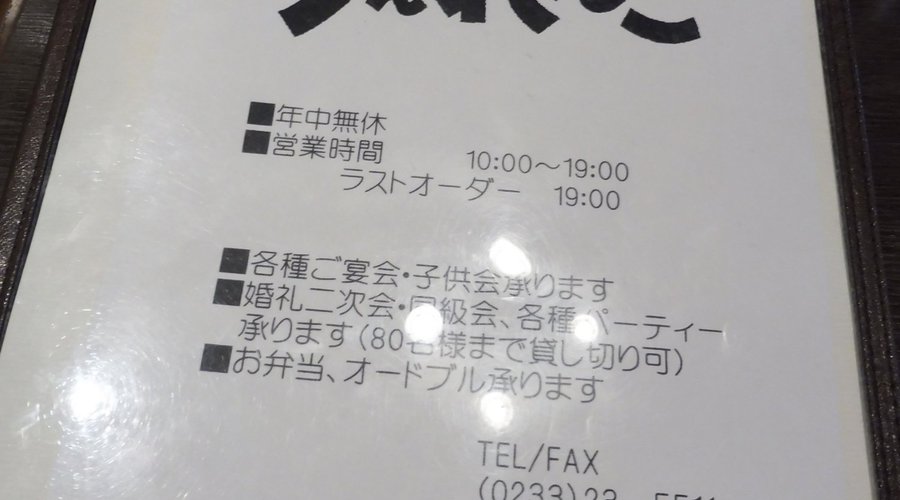 ■年中無休
■営業時間 10:00～19:00
ラストオーダー 19:00
■各種ご宴会・子供会承ります
■婚礼二次会・同級会、各種パーティー
承ります(80名様まで貸し切り可)
■お弁当、オードブル承ります
TEL/FAX
(0233)23